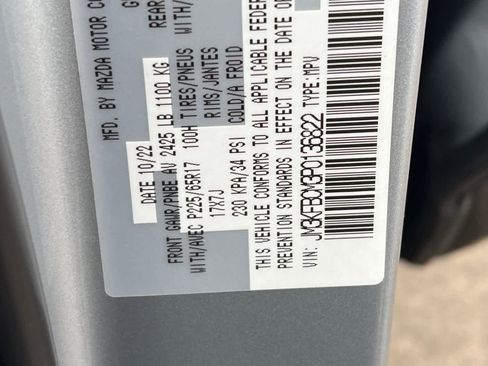 MFD. BY MAZDA MOTOR CO
DATE 10/22
FRONT GAWR/PNBE AV 2425 LB 1100 KG
WITH/AVEC P225/65R17 100H TIRES/PNEUS WITH/
17X7J RIMS/JANTES
230 KPA/34 PSI COLD/A FROID
THIS VEHICLE CONFORMS TO ALL APPLICABLE FEDER
PREVENTION STANDARDS IN EFFECT ON THE DATE O
VIN: JM3KFBCM3P0136822 TYPE:MPV